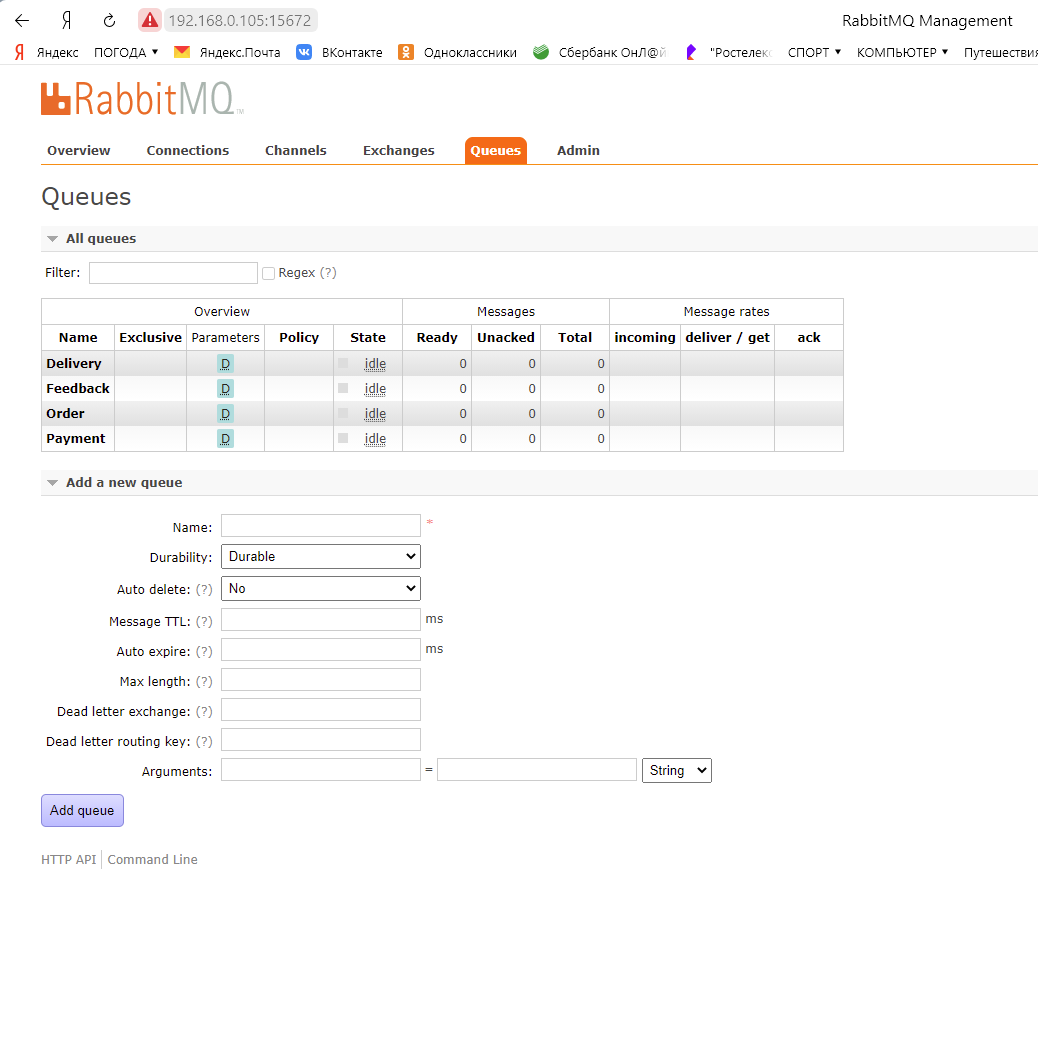 192.168.0.105:15672 RabbitMQ Management
Яндекс ПОГОДА Яндекс.Почта ВКонтакте Одноклассники Сбербанк ОнЛ@й "Ростелек СПОРТ КОМПЬЮТЕР Путешествия
RabbitMQ™
Overview Connections Channels Exchanges Queues Admin
Queues
All queues
Filter: Regex (?)
Overview Messages Message rates
Name Exclusive Parameters Policy State Ready Unacked Total incoming deliver / get ack
Delivery D idle 0 0 0
Feedback D idle 0 0 0
Order D idle 0 0 0
Payment D idle 0 0 0
Add a new queue
Name: *
Durability: Durable
Auto delete: (?) No
Message TTL: (?) ms
Auto expire: (?) ms
Max length: (?)
Dead letter exchange: (?)
Dead letter routing key: (?)
Arguments: = String
Add queue
HTTP API Command Line